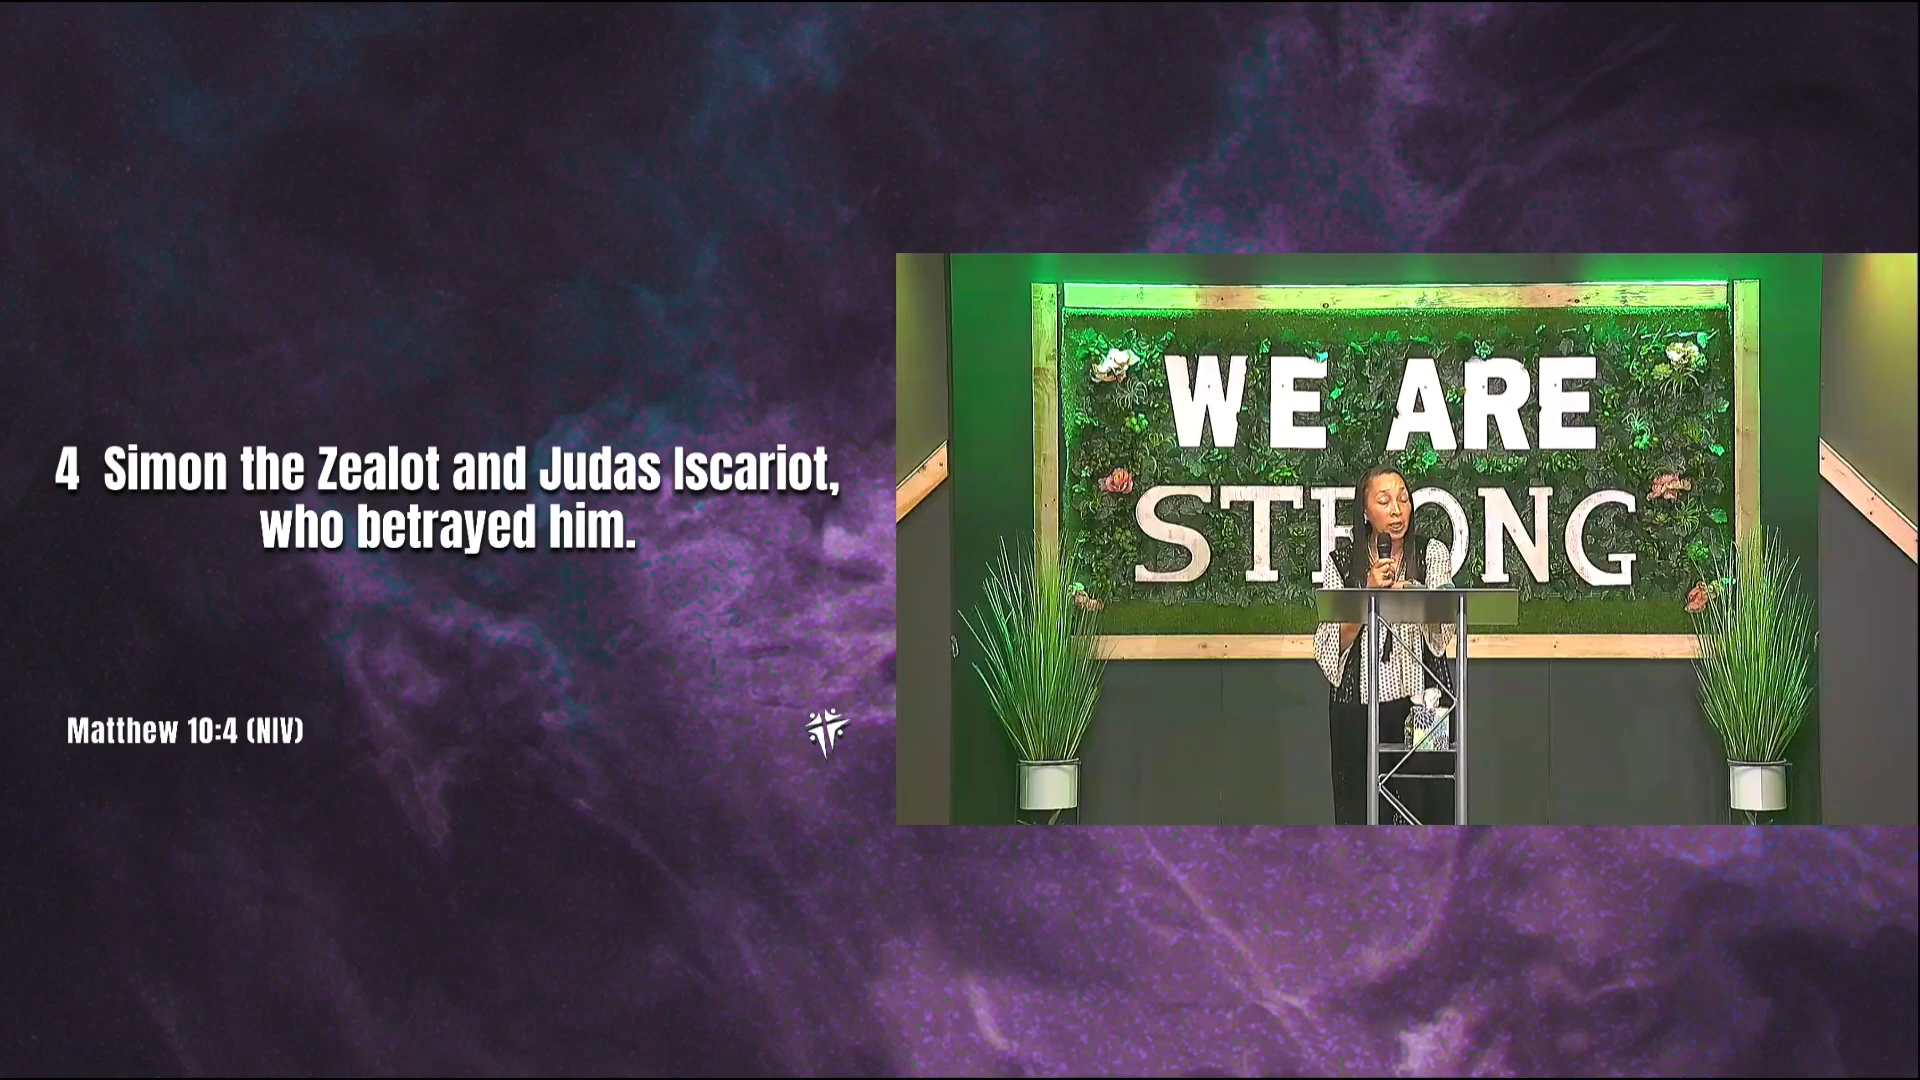 4 Simon the Zealot and Judas Iscariot,
who betrayed him.
Matthew 10:4 (NIV)
WE ARE
STRONG